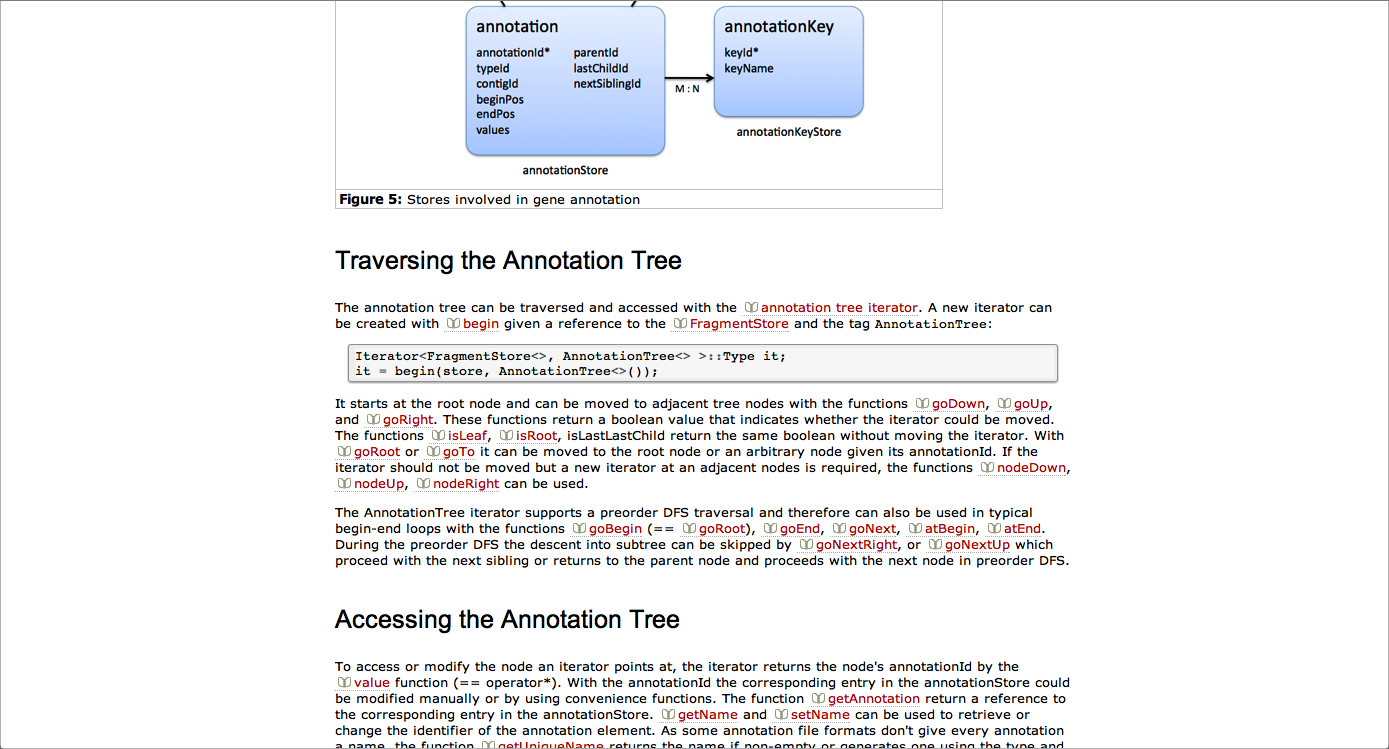 annotation
annotationId* parentId
typeId lastChildId
contigId nextSiblingId
beginPos
endPos
values
annotationStore
M : N
annotationKey
keyId*
keyName
annotationKeyStore
Figure 5: Stores involved in gene annotation
Traversing the Annotation Tree
The annotation tree can be traversed and accessed with the annotation tree iterator. A new iterator can
be created with begin given a reference to the FragmentStore and the tag AnnotationTree:
Iterator<FragmentStore<>, AnnotationTree<> >::Type it;
it = begin(store, AnnotationTree<>());
It starts at the root node and can be moved to adjacent tree nodes with the functions goDown, goUp,
and goRight. These functions return a boolean value that indicates whether the iterator could be moved.
The functions isLeaf, isRoot, isLastLastChild return the same boolean without moving the iterator. With
goRoot or goTo it can be moved to the root node or an arbitrary node given its annotationId. If the
iterator should not be moved but a new iterator at an adjacent nodes is required, the functions nodeDown,
nodeUp, nodeRight can be used.
The AnnotationTree iterator supports a preorder DFS traversal and therefore can also be used in typical
begin-end loops with the functions goBegin (== goRoot), goEnd, goNext, atBegin, atEnd.
During the preorder DFS the descent into subtree can be skipped by goNextRight, or goNextUp which
proceed with the next sibling or returns to the parent node and proceeds with the next node in preorder DFS.
Accessing the Annotation Tree
To access or modify the node an iterator points at, the iterator returns the node's annotationId by the
value function (== operator*). With the annotationId the corresponding entry in the annotationStore could
be modified manually or by using convenience functions. The function getAnnotation return a reference to
the corresponding entry in the annotationStore. getName and setName can be used to retrieve or
change the identifier of the annotation element. As some annotation file formats don't give every annotation
a name, the function getUniqueName returns the name if non-empty or generates one using the type and